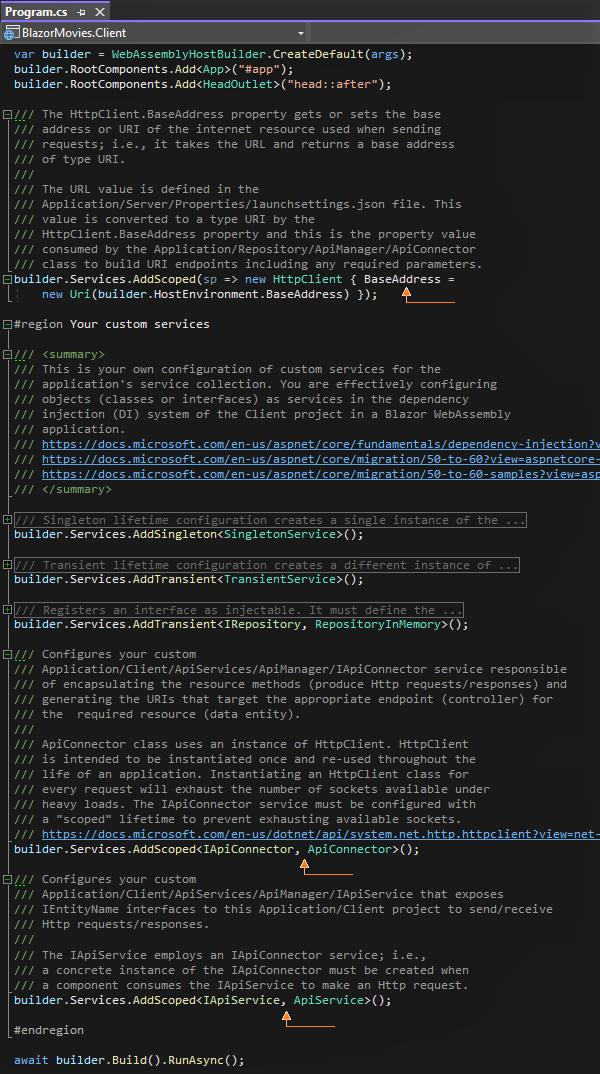 Program.cs
BlazorMovies.Client
var builder = WebAssemblyHostBuilder.CreateDefault(args);
builder.RootComponents.Add<App>("#app");
builder.RootComponents.Add<HeadOutlet>("head::after");
/// The HttpClient.BaseAddress property gets or sets the base
/// address or URI of the internet resource used when sending
/// requests; i.e., it takes the URL and returns a base address
/// of type URI.
///
/// The URL value is defined in the
/// Application/Server/Properties/launchsettings.json file. This
/// value is converted to a type URI by the
/// HttpClient.BaseAddress property and this is the property value
/// consumed by the Application/Repository/ApiManager/ApiConnector
/// class to build URI endpoints including any required parameters.
builder.Services.AddScoped(sp => new HttpClient { BaseAddress =
new Uri(builder.HostEnvironment.BaseAddress) });
#region Your custom services
/// <summary>
/// This is your own configuration of custom services for the
/// application's service collection. You are effectively configuring
/// objects (classes or interfaces) as services in the dependency
/// injection (DI) system of the Client project in a Blazor WebAssembly
/// application.
/// https://docs.microsoft.com/en-us/aspnet/core/fundamentals/dependency-injection?v
/// https://docs.microsoft.com/en-us/aspnet/core/migration/50-to-60?view=aspnetcore-
/// https://docs.microsoft.com/en-us/aspnet/core/migration/50-to-60-samples?view=asp
/// </summary>
/// Singleton lifetime configuration creates a single instance of the ...
builder.Services.AddSingleton<SingletonService>();
/// Transient lifetime configuration creates a different instance of ...
builder.Services.AddTransient<TransientService>();
/// Registers an interface as injectable. It must define the ...
builder.Services.AddTransient<IRepository, RepositoryInMemory>();
/// Configures your custom
/// Application/Client/ApiServices/ApiManager/IApiConnector service responsible
/// of encapsulating the resource methods (produce Http requests/responses) and
/// generating the URIs that target the appropriate endpoint (controller) for
/// the  required resource (data entity).
///
/// ApiConnector class uses an instance of HttpClient. HttpClient
/// is intended to be instantiated once and re-used throughout the
/// life of an application. Instantiating an HttpClient class for
/// every request will exhaust the number of sockets available under
/// heavy loads. The IApiConnector service must be configured with
/// a "scoped" lifetime to prevent exhausting available sockets.
/// https://docs.microsoft.com/en-us/dotnet/api/system.net.http.httpclient?view=net-
builder.Services.AddScoped<IApiConnector, ApiConnector>();
/// Configures your custom
/// Application/Client/ApiServices/ApiManager/IApiService that exposes
/// IEntityName interfaces to this Application/Client project to send/receive
/// Http requests/responses.
///
/// The IApiService employs an IApiConnector service; i.e.,
/// a concrete instance of the IApiConnector must be created when
/// a component consumes the IApiService to make an Http request.
builder.Services.AddScoped<IApiService, ApiService>();
#endregion
await builder.Build().RunAsync();